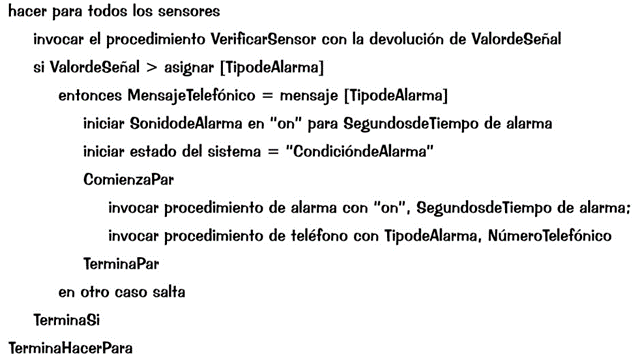 hacer para todos los sensores
invocar el procedimiento VerificarSensor con la devolución de ValordeSeñal
si ValordeSeñal > asignar [TipodeAlarma]
entonces MensajeTelefónico = mensaje [TipodeAlarma]
iniciar SonidodeAlarma en "on" para SegundosdeTiempo de alarma
iniciar estado del sistema = "CondicióndeAlarma"
ComienzaPar
invocar procedimiento de alarma con "on", SegundosdeTiempo de alarma;
invocar procedimiento de teléfono con TipodeAlarma, NúmeroTelefónico
TerminaPar
en otro caso salta
TerminaSi
TerminaHacerPara